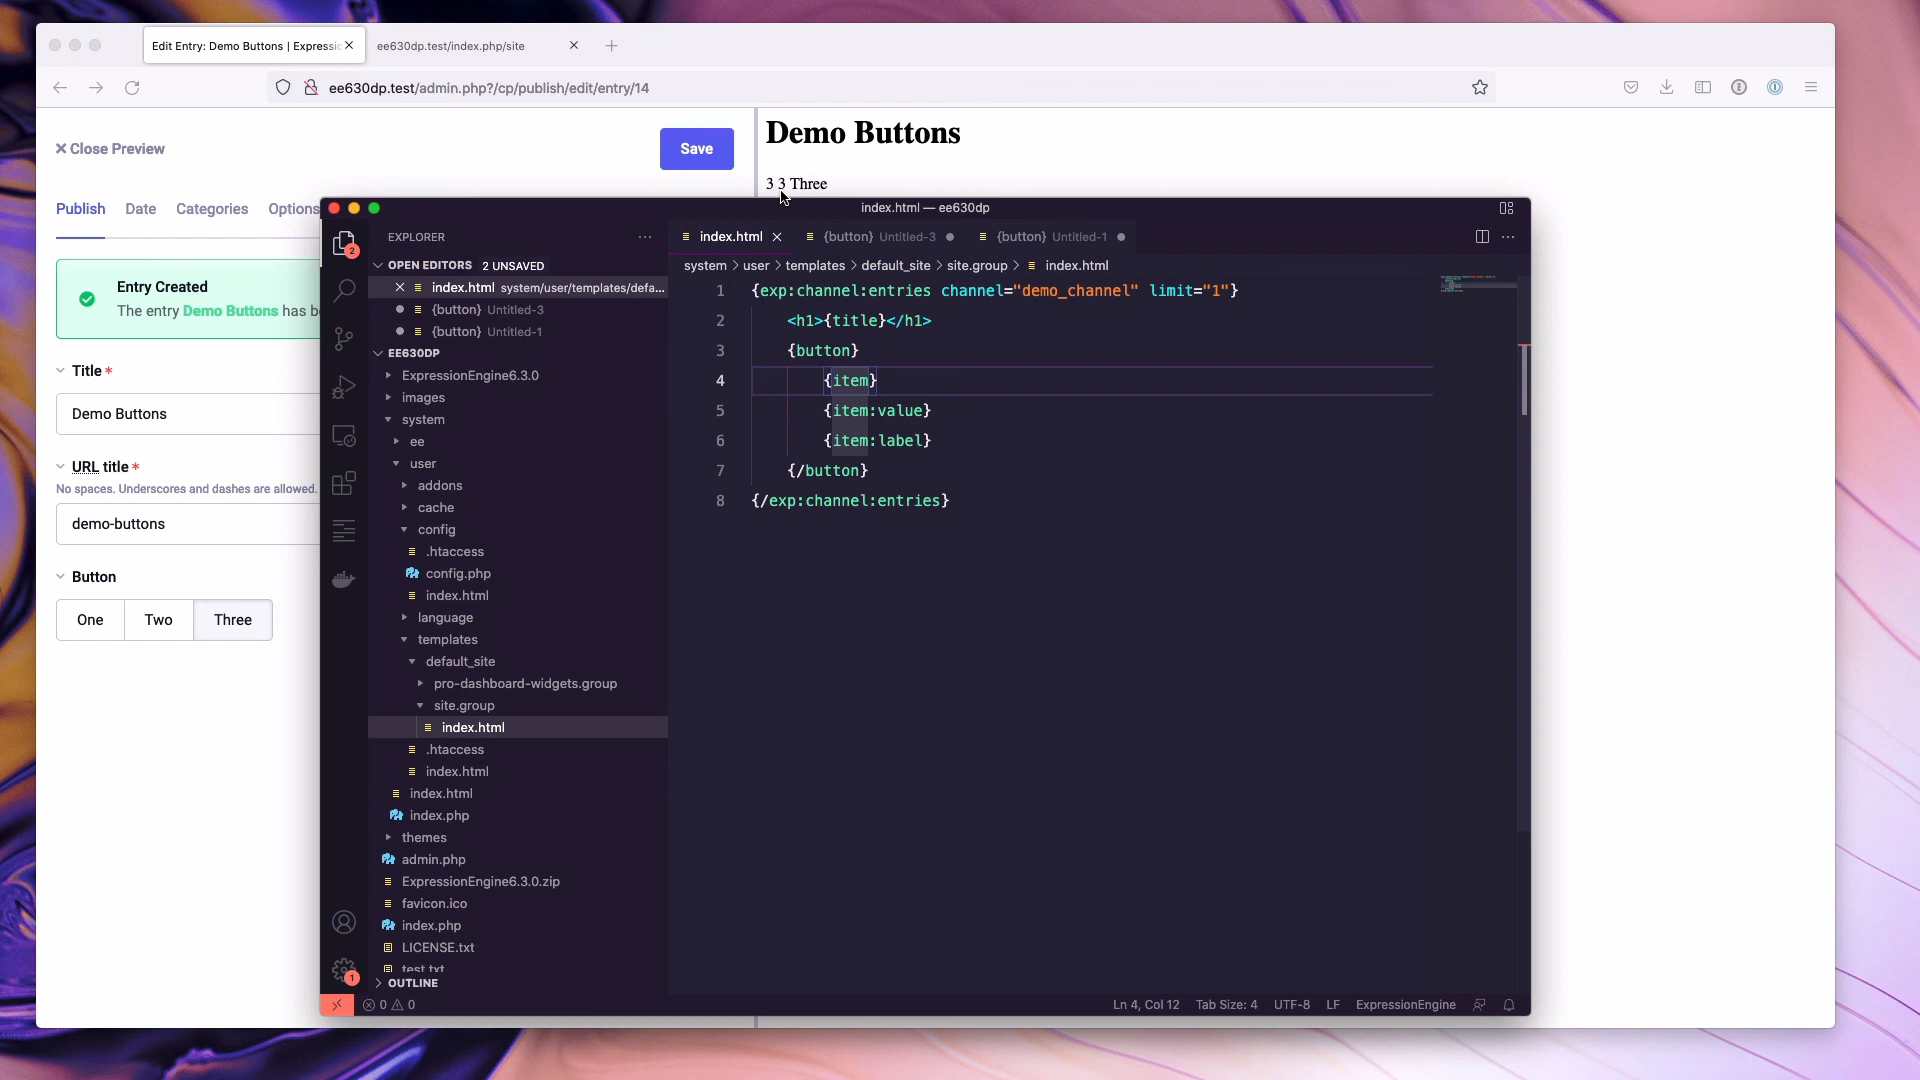 Edit Entry: Demo Buttons | Expressi
ee630dp.test/index.php/site
ee630dp.test/admin.php?/cp/publish/edit/entry/14
Close Preview
Save
Publish
Date
Categories
Options
Entry Created
The entry Demo Buttons has b
Title *
Demo Buttons
URL title *
No spaces. Underscores and dashes are allowed.
demo-buttons
Button
One
Two
Three
Demo Buttons
3 3 Three
index.html — ee630dp
2
1
EXPLORER
OPEN EDITORS 2 UNSAVED
index.html system/user/templates/defa...
{button} Untitled-3
{button} Untitled-1
EE630DP
ExpressionEngine6.3.0
images
system
ee
user
addons
cache
config
.htaccess
config.php
index.html
language
templates
default_site
pro-dashboard-widgets.group
site.group
index.html
.htaccess
index.html
index.html
index.php
themes
admin.php
ExpressionEngine6.3.0.zip
favicon.ico
index.php
LICENSE.txt
test.txt
OUTLINE
index.html
{button} Untitled-3
{button} Untitled-1
system > user > templates > default_site > site.group > index.html
1 {exp:channel:entries channel="demo_channel" limit="1"}
2 <h1>{title}</h1>
3 {button}
4 {item}
5 {item:value}
6 {item:label}
7 {/button}
8 {/exp:channel:entries}
0 0
Ln 4, Col 12
Tab Size: 4
UTF-8
LF
ExpressionEngine